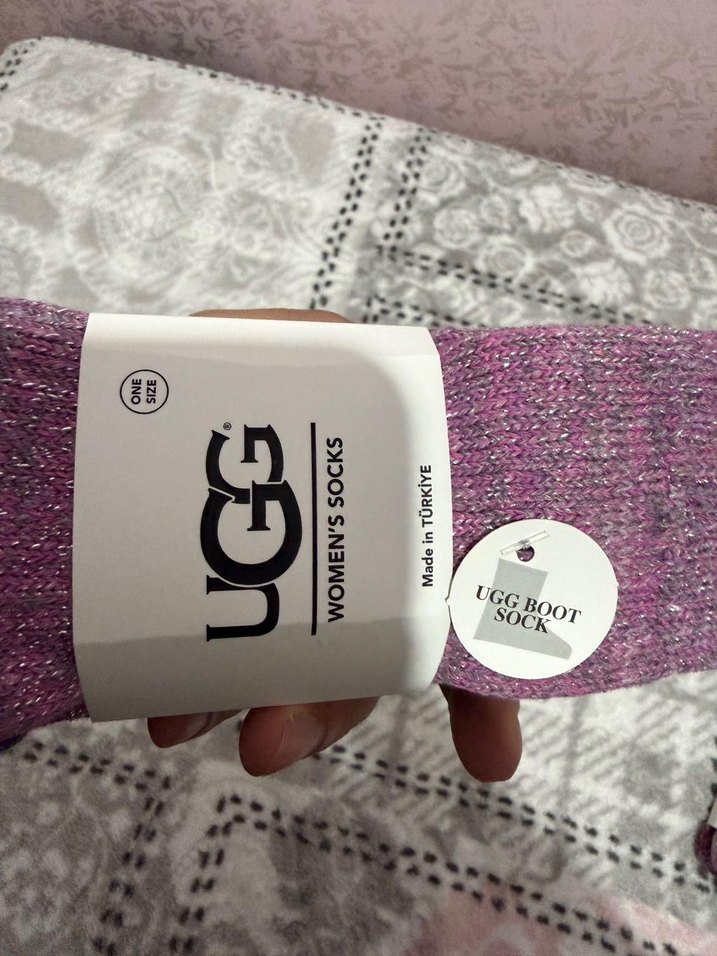 ONE
SIZE
UGG®
WOMEN'S SOCKS
Made in TÜRKİYE
UGG BOOT
SOCK